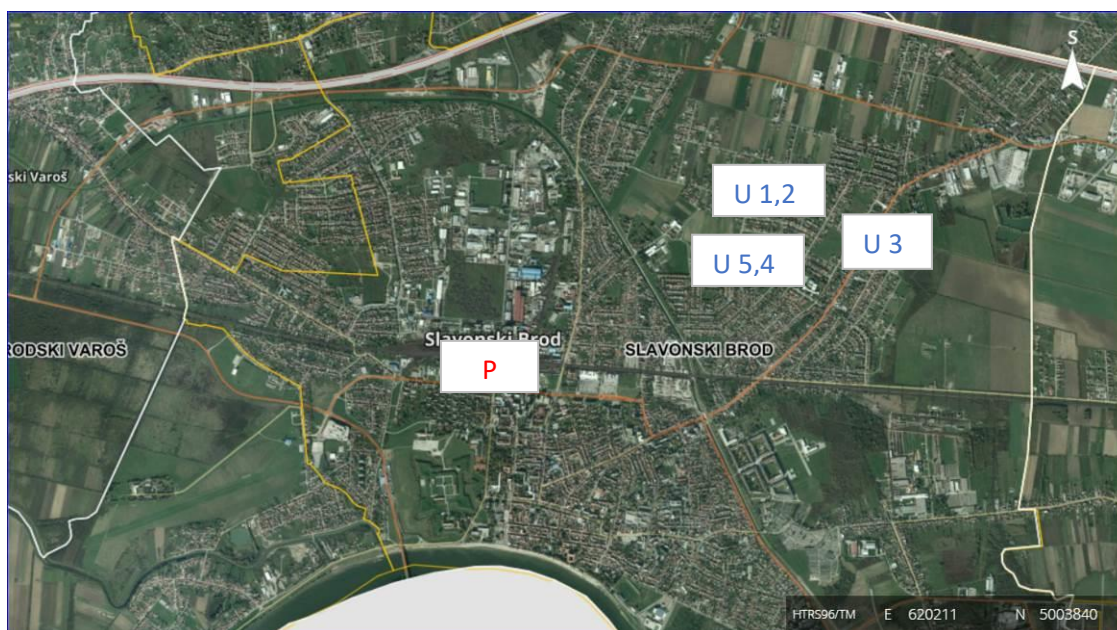 S
ski Varoš
U 1,2
U 3
U 5,4
Slavonski Brod
RODSKI VAROŠ
SLAVONSKI BROD
P
HTRS96/TM E 620211 N 5003840